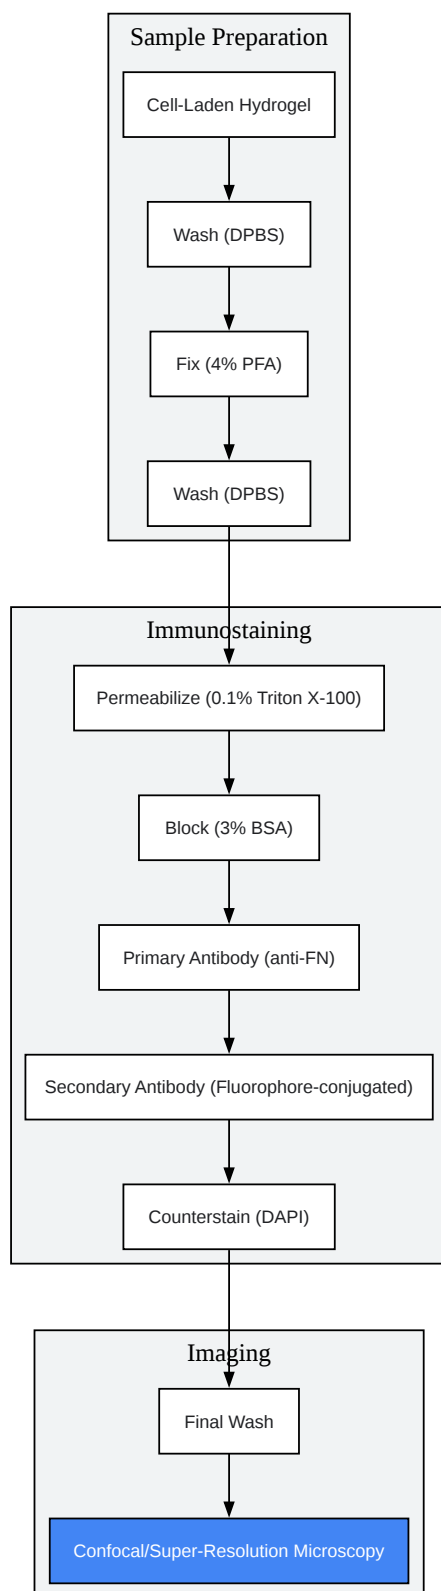 Sample Preparation
Cell-Laden Hydrogel
Wash (DPBS)
Fix (4% PFA)
Wash (DPBS)
Immunostaining
Permeabilize (0.1% Triton X-100)
Block (3% BSA)
Primary Antibody (anti-FN)
Secondary Antibody (Fluorophore-conjugated)
Counterstain (DAPI)
Imaging
Final Wash
Confocal/Super-Resolution Microscopy